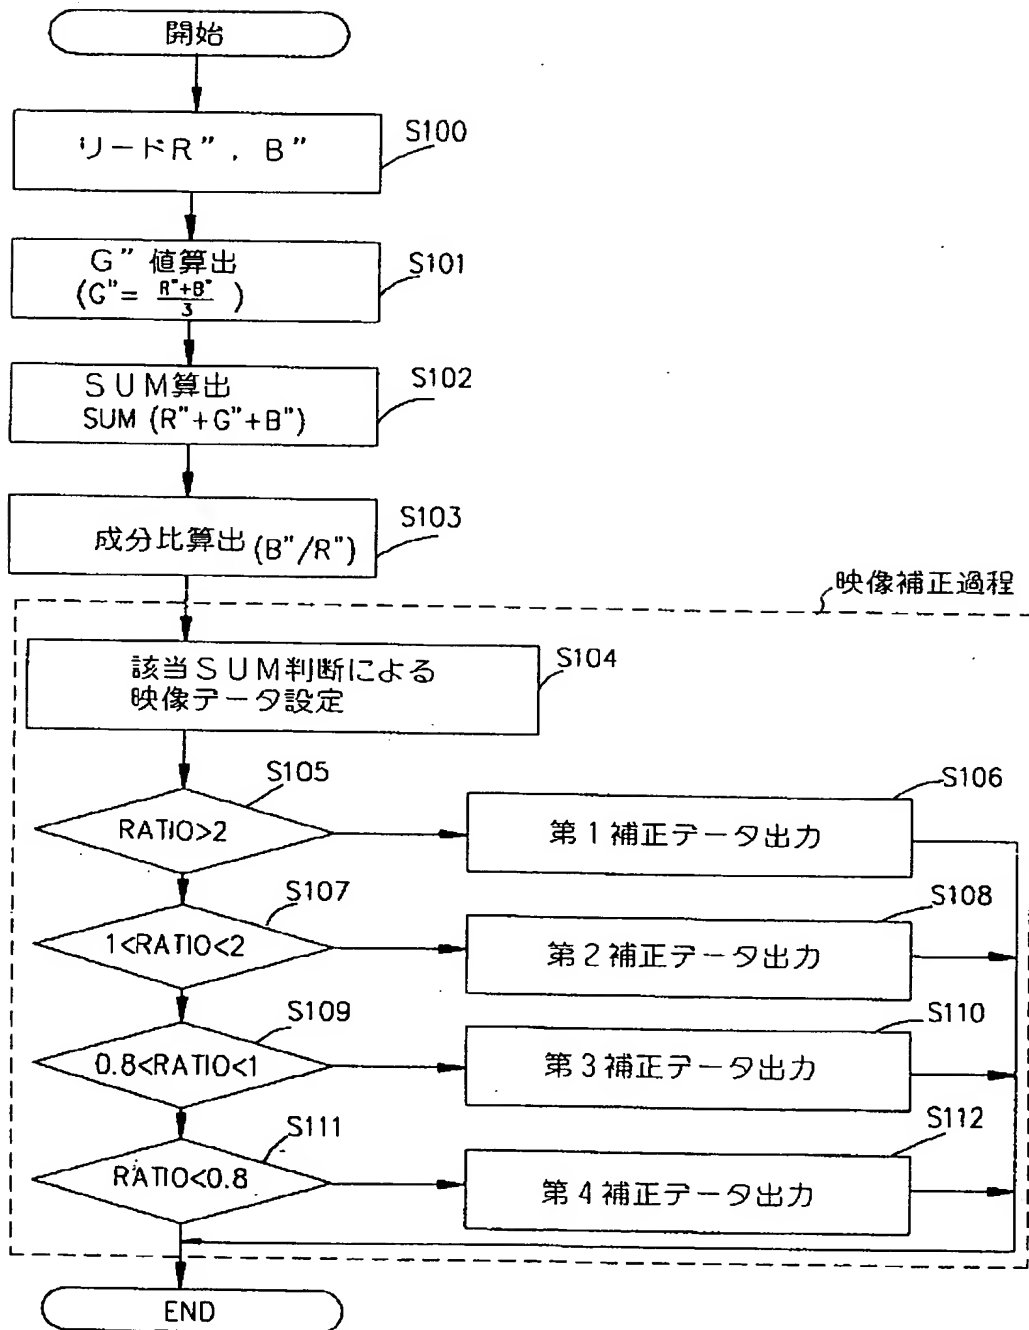 開始
リードR”．B”
S100
G”値算出
(G"= R"+B"/3 )
S101
SUM算出
SUM (R"+G"+B")
S102
成分比算出 (B"/R")
S103
映像補正過程
該当SUM判断による
映像データ設定
S104
RATIO>2
S105
第1補正データ出力
S106
1<RATIO<2
S107
第2補正データ出力
S108
0.8<RATIO<1
S109
第3補正データ出力
S110
RATIO<0.8
S111
第4補正データ出力
S112
END